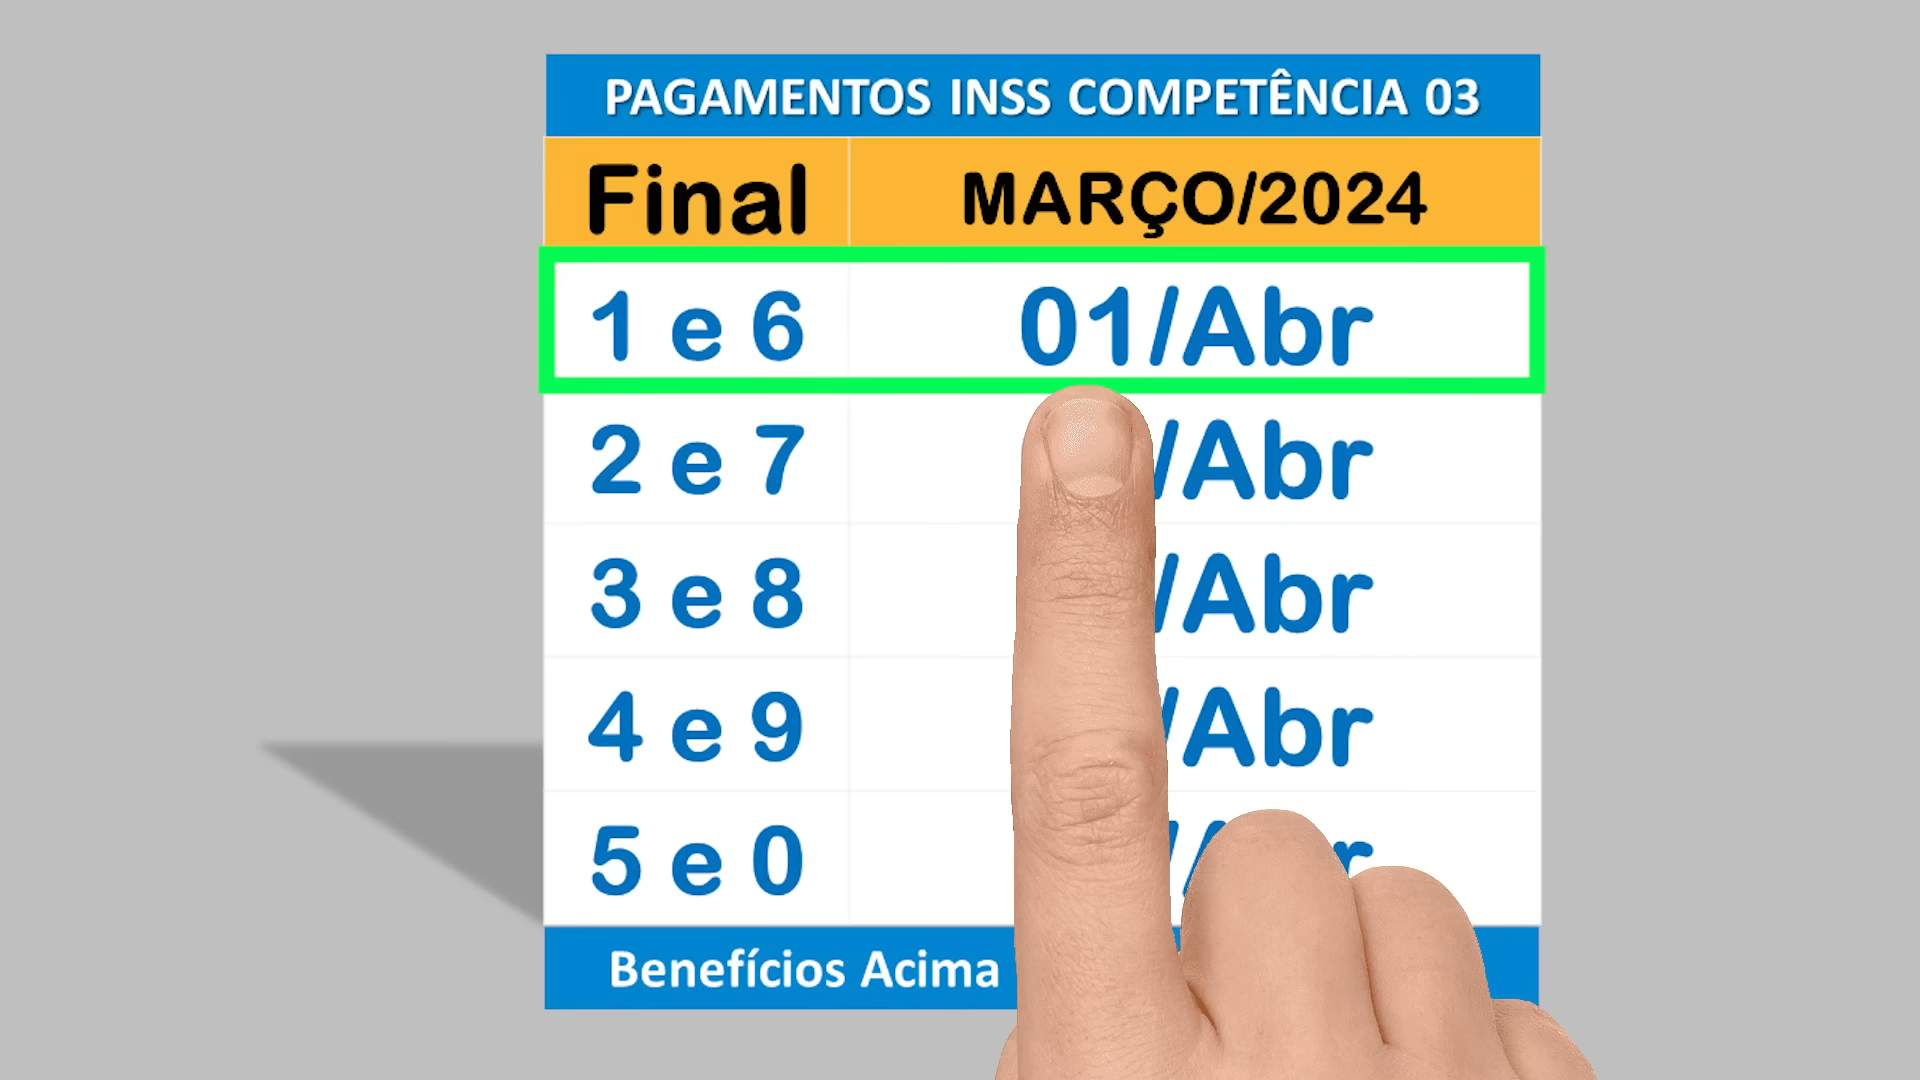 PAGAMENTOS INSS COMPETÊNCIA 03
Final MARÇO/2024
1 e 6 01/Abr
2 e 7 /Abr
3 e 8 /Abr
4 e 9 /Abr
5 e 0
Benefícios Acima